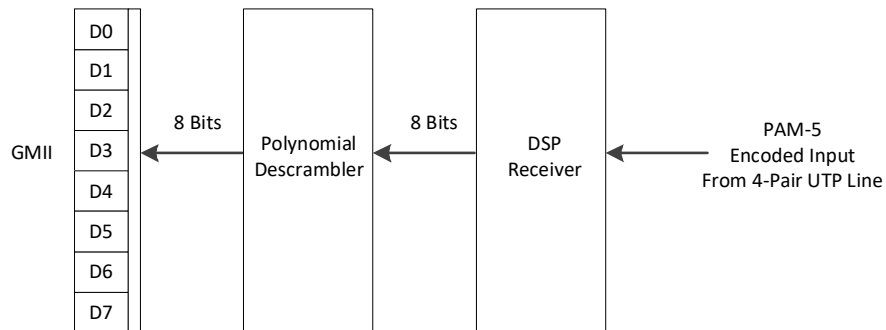 D0
D1
D2
D3
D4
D5
D6
D7
GMII
8 Bits
Polynomial
Descrambler
8 Bits
DSP
Receiver
PAM-5
Encoded Input
From 4-Pair UTP Line